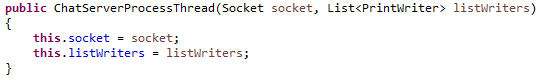 public ChatServerProcessThread(Socket socket, List<PrintWriter> listWriters)
{
    this.socket = socket;
    this.listWriters = listWriters;
}